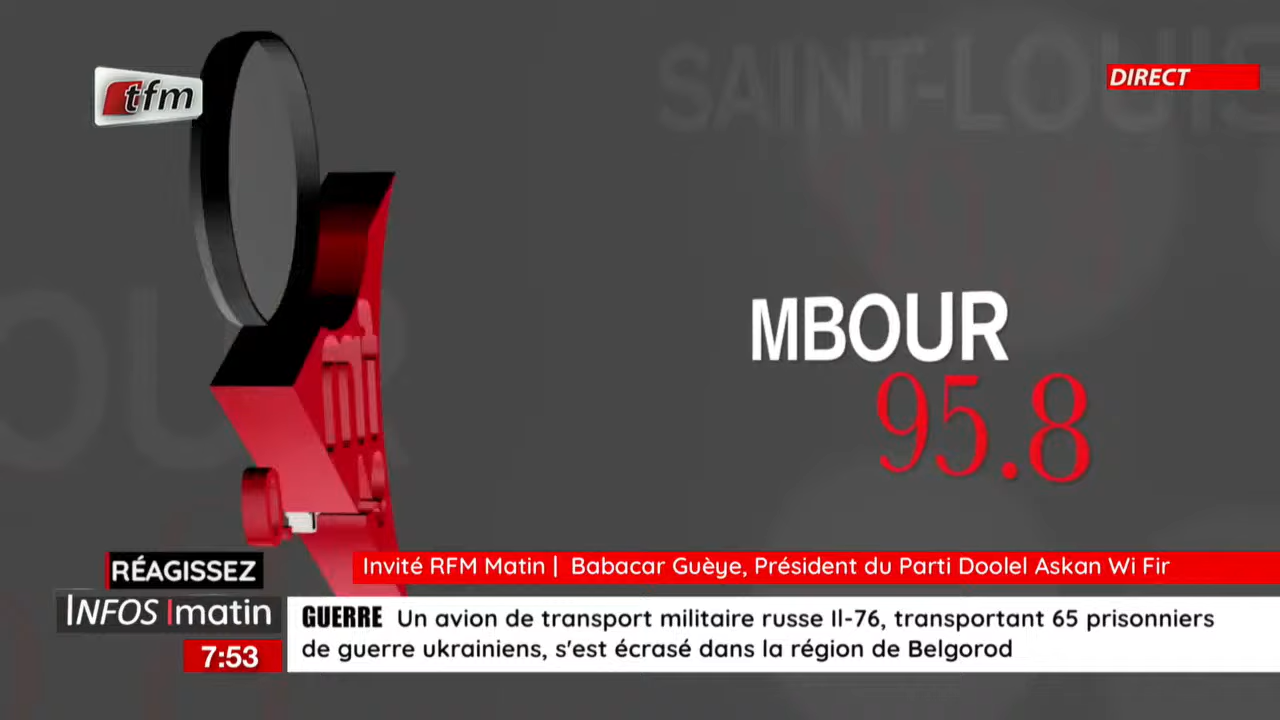 tfm
DIRECT
SAINT-LOUIS
MBOUR
95.8
RÉAGISSEZ
Invité RFM Matin | Babacar Guèye, Président du Parti Doolel Askan Wi Fir
INFOS matin
7:53
GUERRE Un avion de transport militaire russe Il-76, transportant 65 prisonniers
de guerre ukrainiens, s'est écrasé dans la région de Belgorod